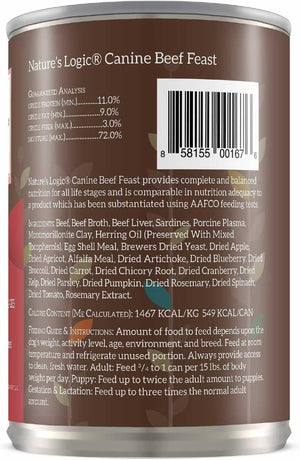 Nature's Logic® Canine Beef Feast
Guaranteed Analysis
Crude Protein (Min.) 11.0%
Crude Fat (Min.) 9.0%
Crude Fiber (Max.) 3.0%
Moisture (Max.) 72.0%
8 58155 00167 6
Nature's Logic® Canine Beef Feast provides complete and balanced
nutrition for all life stages and is comparable in nutrition adequacy to
a product which has been substantiated using AAFCO feeding tests.
Ingredients: Beef, Beef Broth, Beef Liver, Sardines, Porcine Plasma,
Montmorillonite Clay, Herring Oil (Preserved With Mixed
Tocopherols), Egg Shell Meal, Brewers Dried Yeast, Dried Apple,
Dried Apricot, Alfalfa Meal, Dried Artichoke, Dried Blueberry, Dried
Broccoli, Dried Carrot, Dried Chicory Root, Dried Cranberry, Dried
Kelp, Dried Parsley, Dried Pumpkin, Dried Rosemary, Dried Spinach,
Dried Tomato, Rosemary Extract.
Calorie Content (Me Calculated): 1467 KCAL/KG 549 KCAL/CAN
Feeding Guide & Instructions: Amount of food to feed depends upon the
dog's weight, activity level, age, environment, and breed. Feed at room
temperature and refrigerate unused portion. Always provide access
to clean, fresh water. Adult: Feed 3/4 to 1 can per 15 lbs. of body
weight per day. Puppy: Feed up to twice the adult amount to puppies.
Gestation & Lactation: Feed up to three times the normal adult
amount.